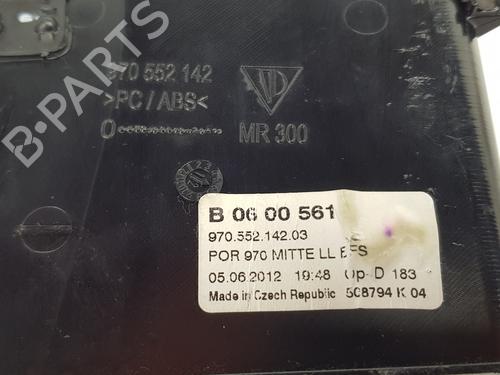 970 552 142
>PC/ABS<
MR 300
B 06 00 561
970.552.142.03
POR 970 MITTE LL EFS
05.06.2012 19:48 Op-D 183
Made in Czech Republic 508794 K 04
B-PARTS